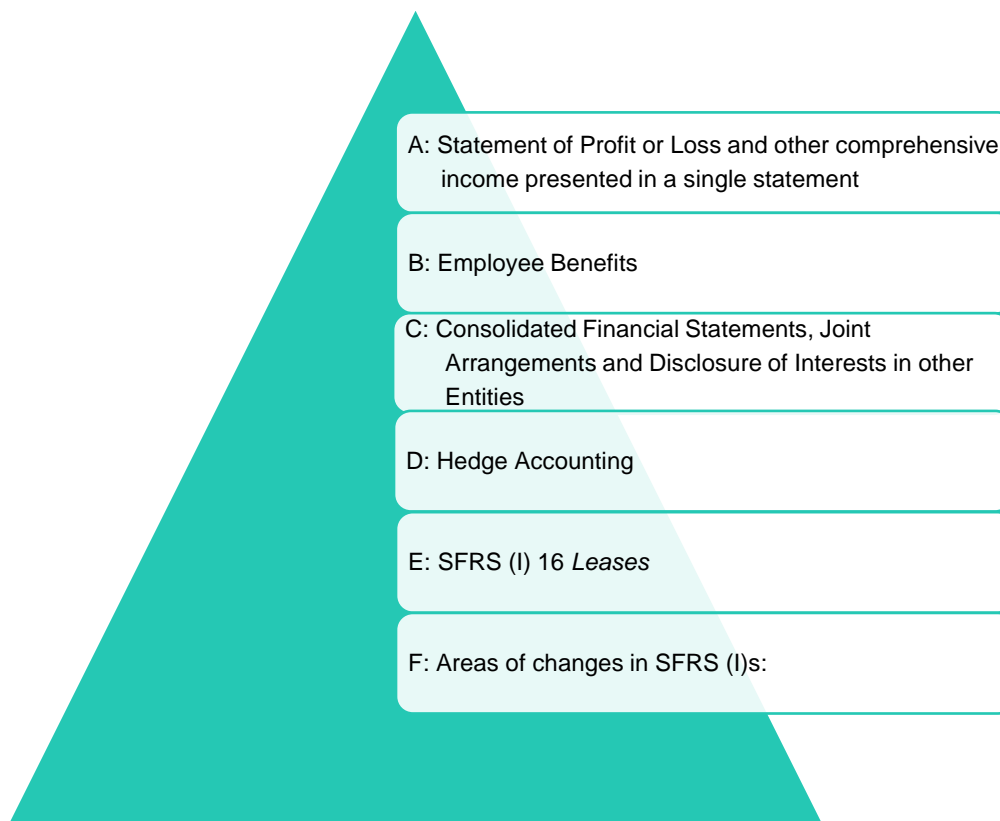 A: Statement of Profit or Loss and other comprehensive
income presented in a single statement
B: Employee Benefits
C: Consolidated Financial Statements, Joint
Arrangements and Disclosure of Interests in other
Entities
D: Hedge Accounting
E: SFRS (I) 16 Leases
F: Areas of changes in SFRS (I)s: